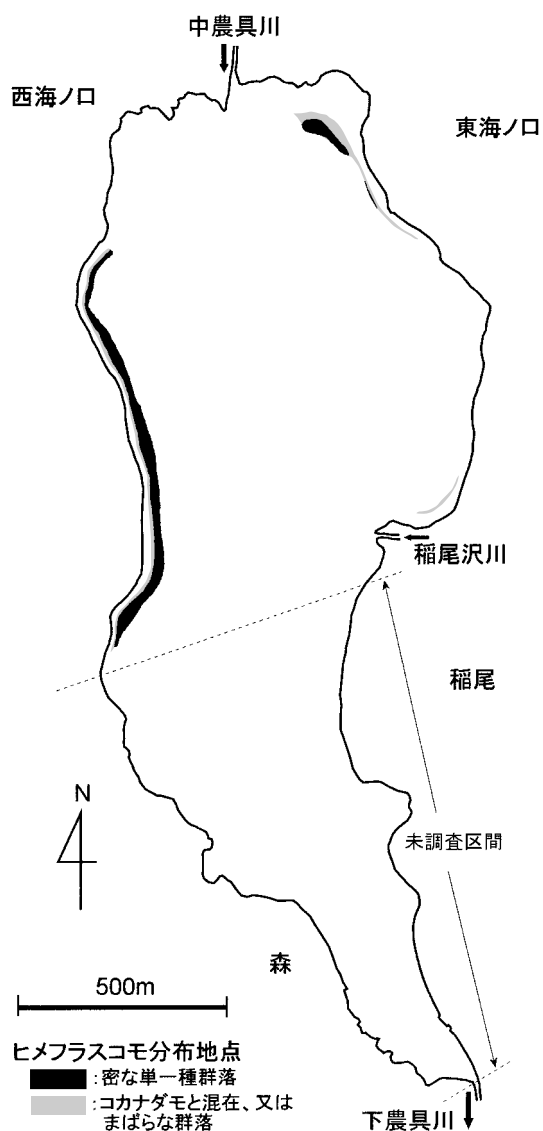 中農具川
西海ノ口
東海ノ口
稲尾沢川
稲尾
N
未調査区間
森
500m
ヒメフラスコモ分布地点
:密な単一種群落
:コカナダモと混在、又は
まばらな群落
下農具川